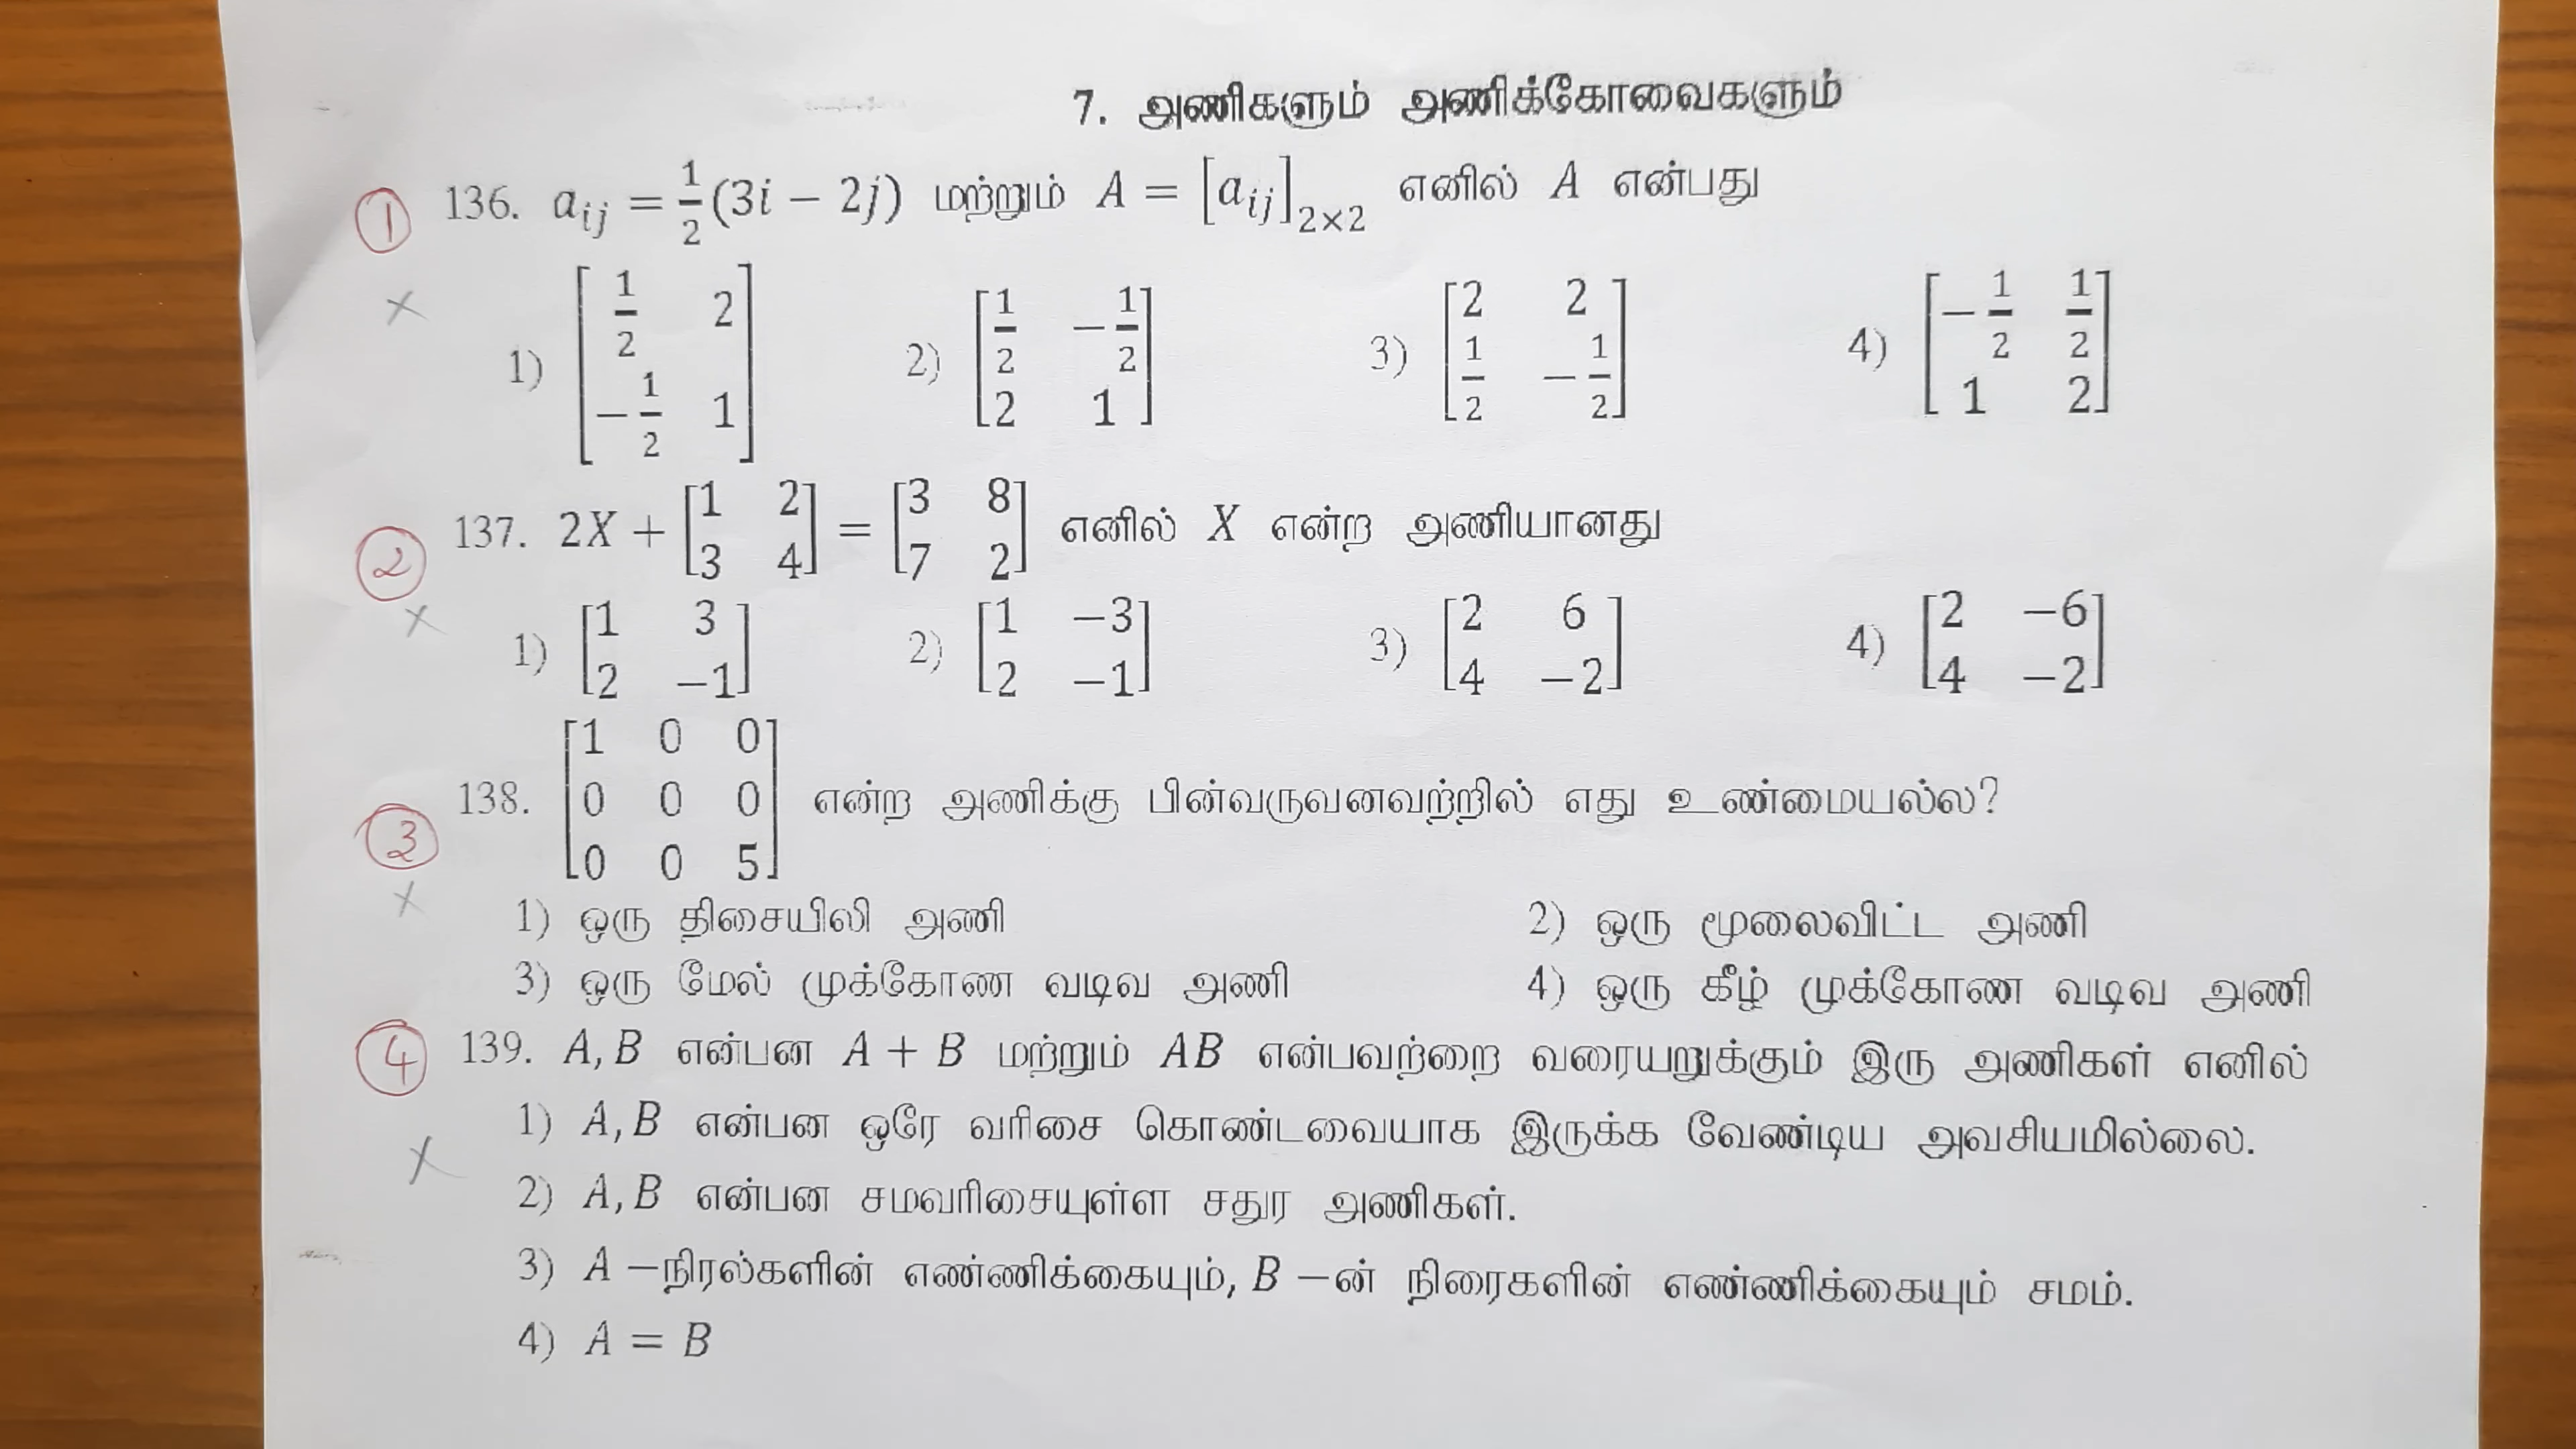 7. அணிகளும் அணிக்கோவைகளும்
① 136. a_{ij} = 1/2 (3i − 2j) மற்றும் A = [a_{ij}]_{2×2} எனில் A என்பது
×
1) [1/2 2; −1/2 1] 2) [1/2 −1/2; 2 1] 3) [2 2; 1/2 −1/2] 4) [−1/2 1/2; 1 2]
② 137. 2X + [1 2; 3 4] = [3 8; 7 2] எனில் X என்ற அணியானது
×
1) [1 3; 2 −1] 2) [1 −3; 2 −1] 3) [2 6; 4 −2] 4) [2 −6; 4 −2]
③ 138. [1 0 0; 0 0 0; 0 0 5] என்ற அணிக்கு பின்வருவனவற்றில் எது உண்மையல்ல?
×
1) ஒரு திசையிலி அணி 2) ஒரு மூலைவிட்ட அணி
3) ஒரு மேல் முக்கோண வடிவ அணி 4) ஒரு கீழ் முக்கோண வடிவ அணி
④ 139. A, B என்பன A + B மற்றும் AB என்பவற்றை வரையறுக்கும் இரு அணிகள் எனில்
×
1) A, B என்பன ஒரே வரிசை கொண்டவையாக இருக்க வேண்டிய அவசியமில்லை.
2) A, B என்பன சமவரிசையுள்ள சதுர அணிகள்.
3) A −நிரல்களின் எண்ணிக்கையும், B −ன் நிரைகளின் எண்ணிக்கையும் சமம்.
4) A = B